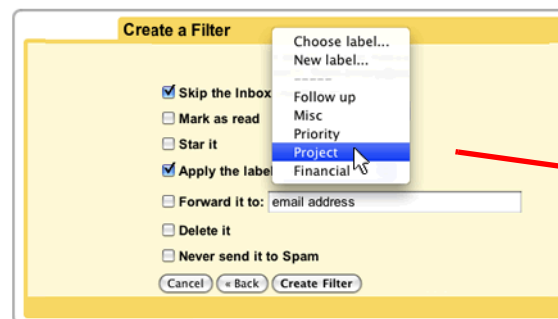 Create a Filter
Choose label...
New label...
-----
Follow up
Misc
Priority
Project
Financial
Skip the Inbox
Mark as read
Star it
Apply the label
Forward it to: email address
Delete it
Never send it to Spam
Cancel « Back Create Filter